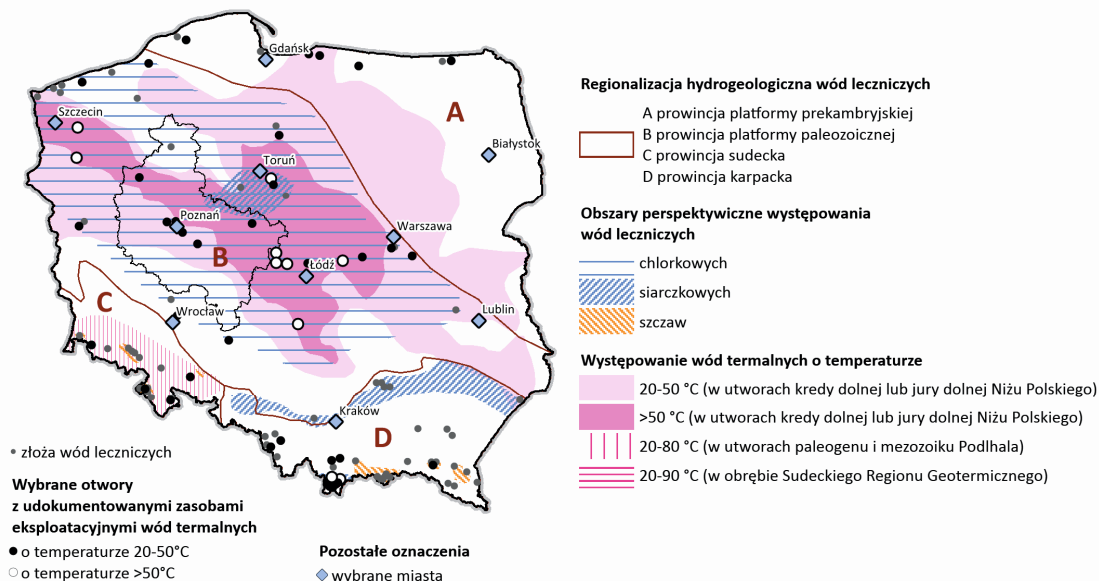 Gdańsk
Szczecin
A
Białystok
Toruń
Poznań
Warszawa
B
Łódź
C
Wrocław
Lublin
Kraków
D
Regionalizacja hydrogeologiczna wód leczniczych
A prowincja platformy prekambryjskiej
B prowincja platformy paleozoicznej
C prowincja sudecka
D prowincja karpacka
Obszary perspektywiczne występowania
wód leczniczych
chlorkowych
siarczkowych
szczaw
Występowanie wód termalnych o temperaturze
20-50 °C (w utworach kredy dolnej lub jury dolnej Niżu Polskiego)
>50 °C (w utworach kredy dolnej lub jury dolnej Niżu Polskiego)
20-80 °C (w utworach paleogenu i mezozoiku Podlhala)
20-90 °C (w obrębie Sudeckiego Regionu Geotermicznego)
złoża wód leczniczych
Wybrane otwory
z udokumentowanymi zasobami
eksploatacyjnymi wód termalnych
o temperaturze 20-50°C
o temperaturze >50°C
Pozostałe oznaczenia
wybrane miasta